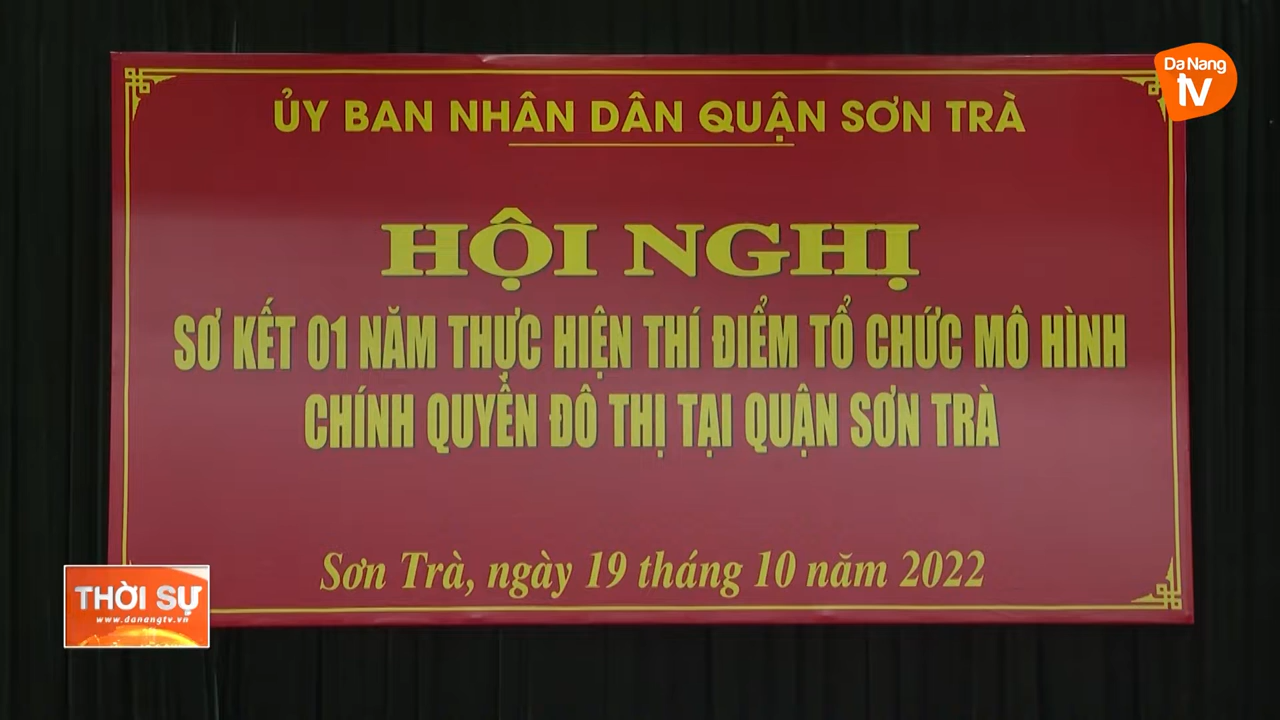 Da Nang
tv
ỦY BAN NHÂN DÂN QUẬN SƠN TRÀ
HỘI NGHỊ
SƠ KẾT 01 NĂM THỰC HIỆN THÍ ĐIỂM TỔ CHỨC MÔ HÌNH
CHÍNH QUYỀN ĐÔ THỊ TẠI QUẬN SƠN TRÀ
Sơn Trà, ngày 19 tháng 10 năm 2022
THỜI SỰ
www.danangtv.vn